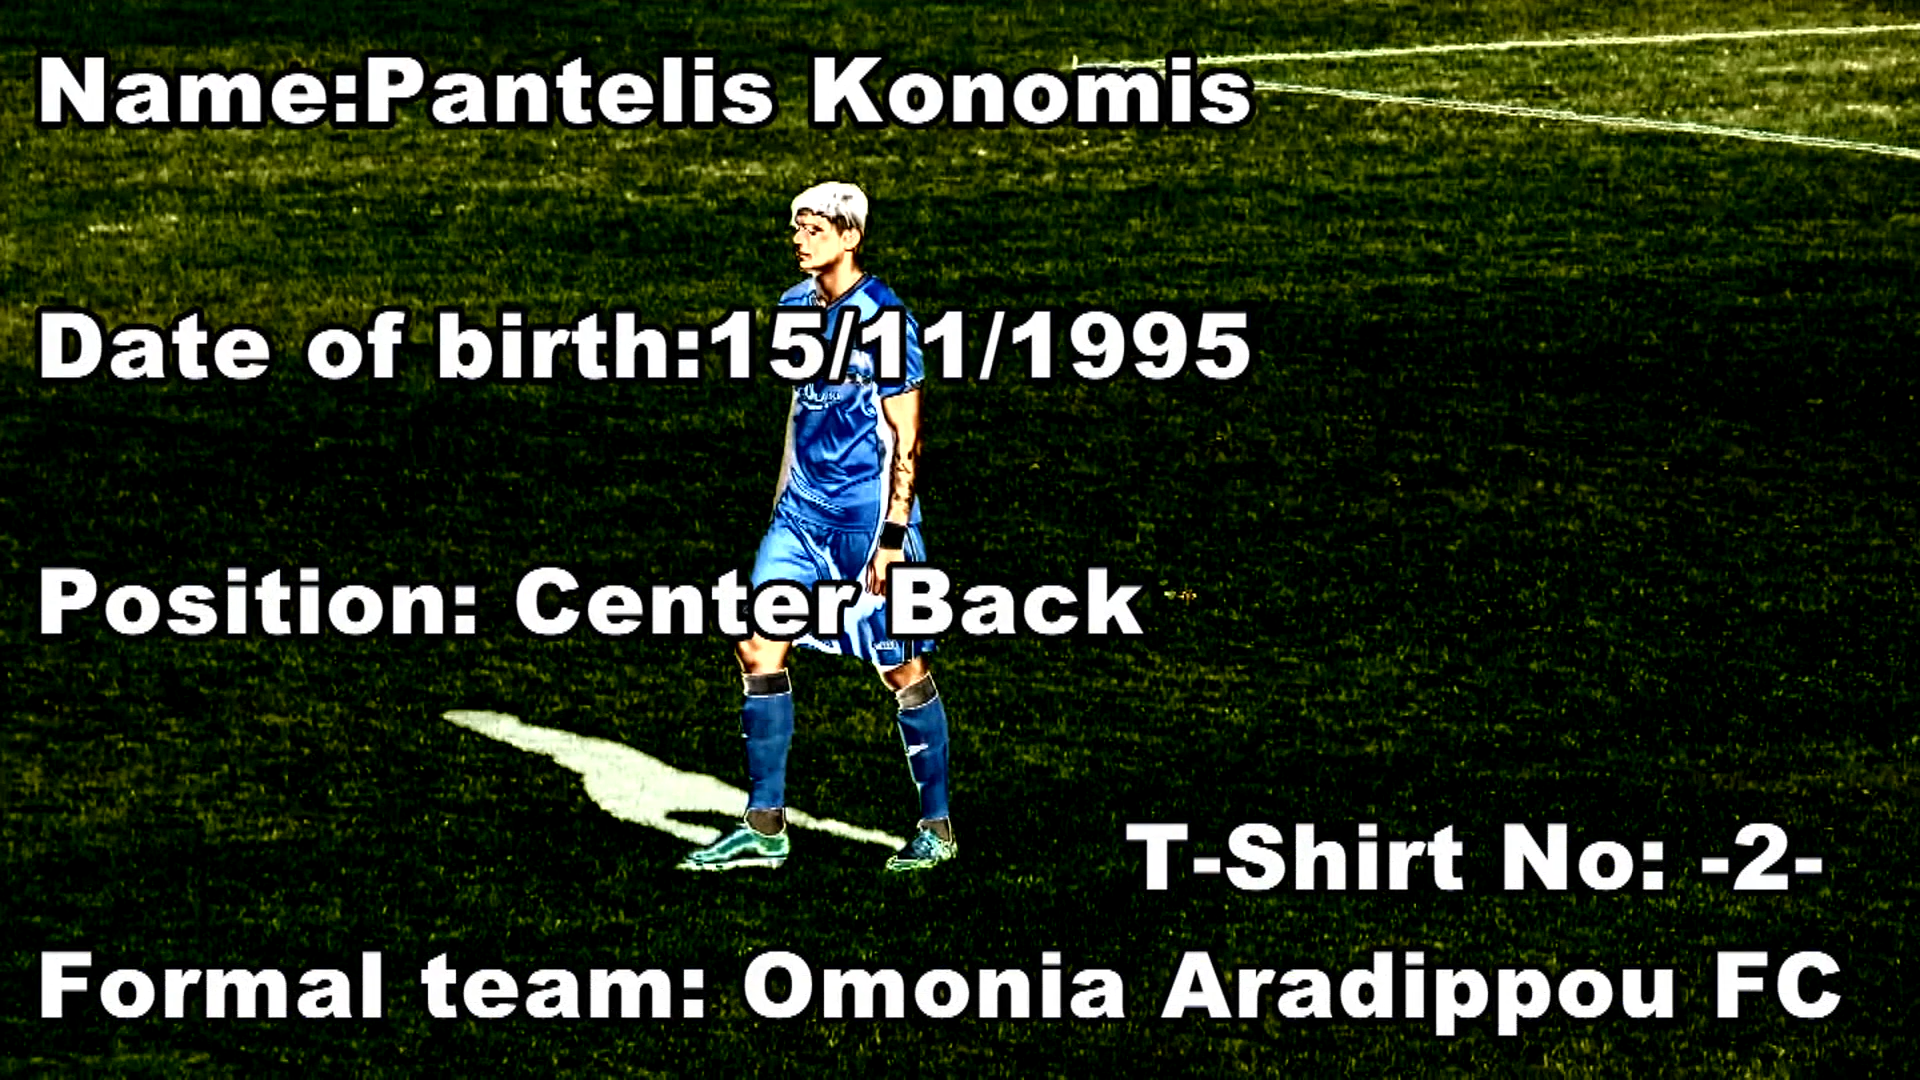 Name:Pantelis Konomis
Date of birth:15/11/1995
Position: Center Back
T-Shirt No: -2-
Formal team: Omonia Aradippou FC